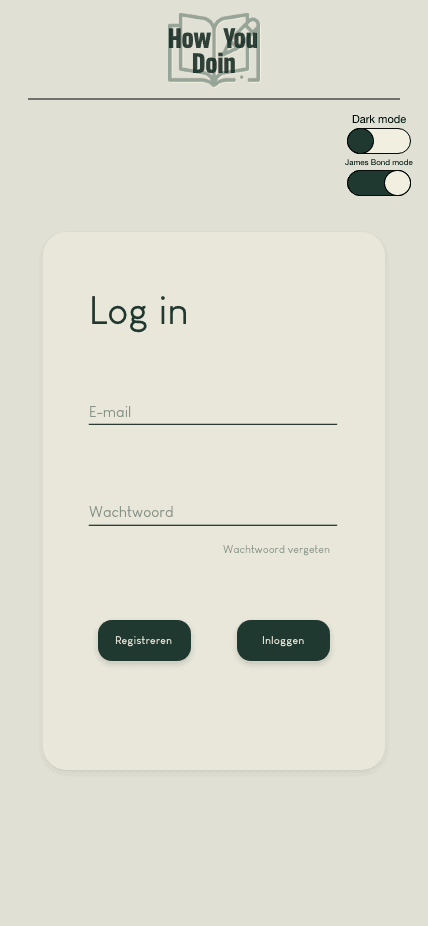 How You
Doin
Dark mode
James Bond mode
Log in
E-mail
Wachtwoord
Wachtwoord vergeten
Registreren
Inloggen